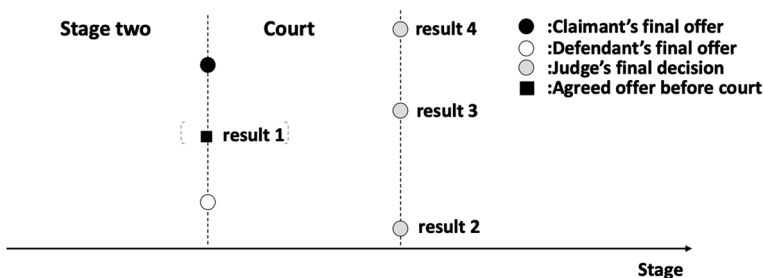 Stage two
Court
result 4
result 3
result 1
result 2
:Claimant's final offer
:Defendant's final offer
:Judge's final decision
:Agreed offer before court
Stage